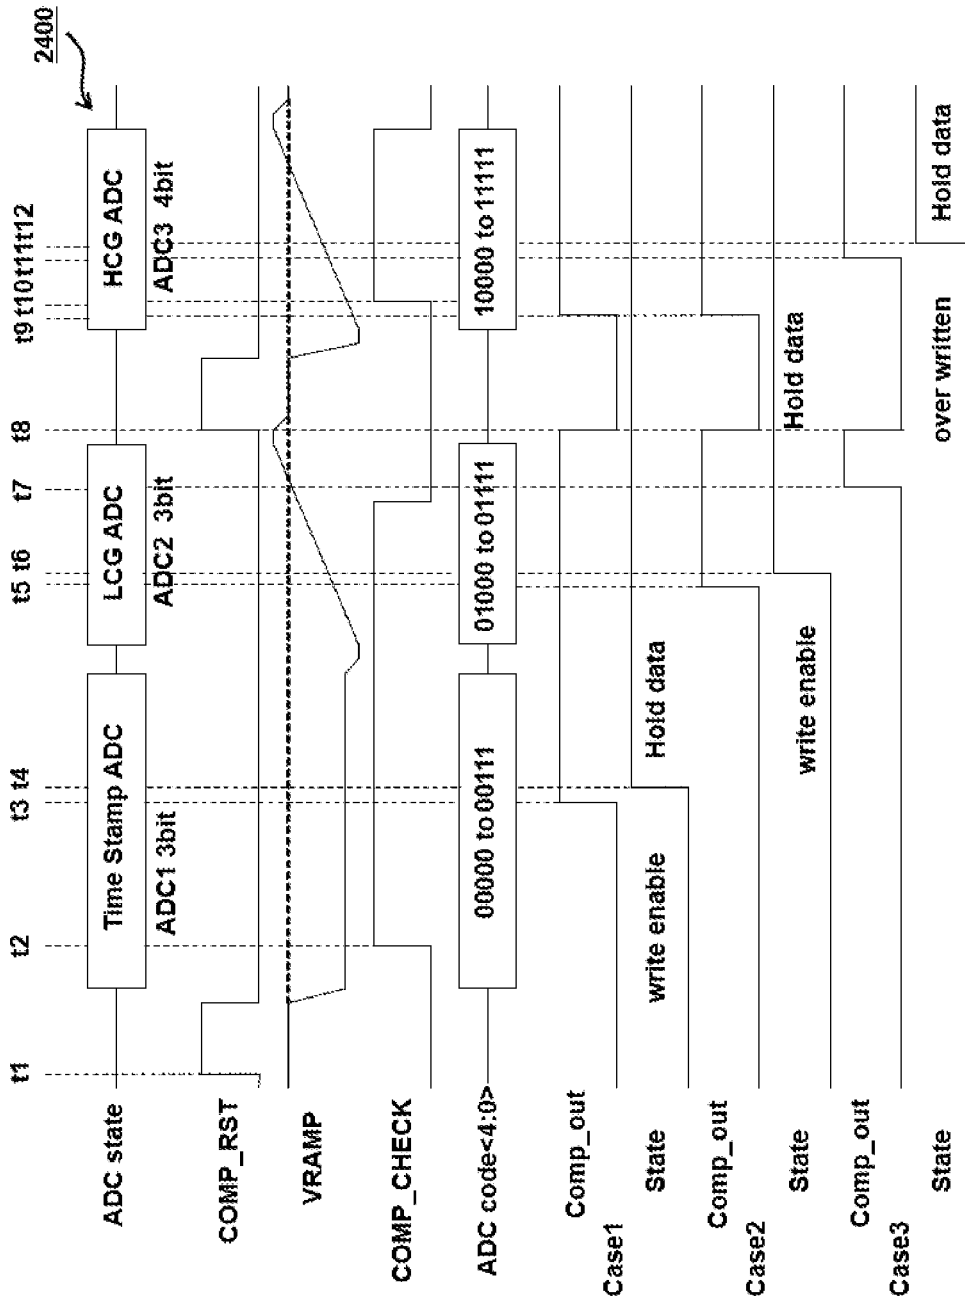 2400
t1 t2 t3 t4 t5 t6 t7 t8 t9 t10 t11 t12
ADC state Time Stamp ADC LCG ADC HCG ADC
ADC1 3bit ADC2 3bit ADC3 4bit
COMP_RST
VRAMP
COMP_CHECK
ADC code<4:0> 00000 to 00111 01000 to 01111 10000 to 11111
Comp_out
Case1
State write enable Hold data
Comp_out
Case2
State write enable Hold data
Comp_out
Case3
State over written Hold data